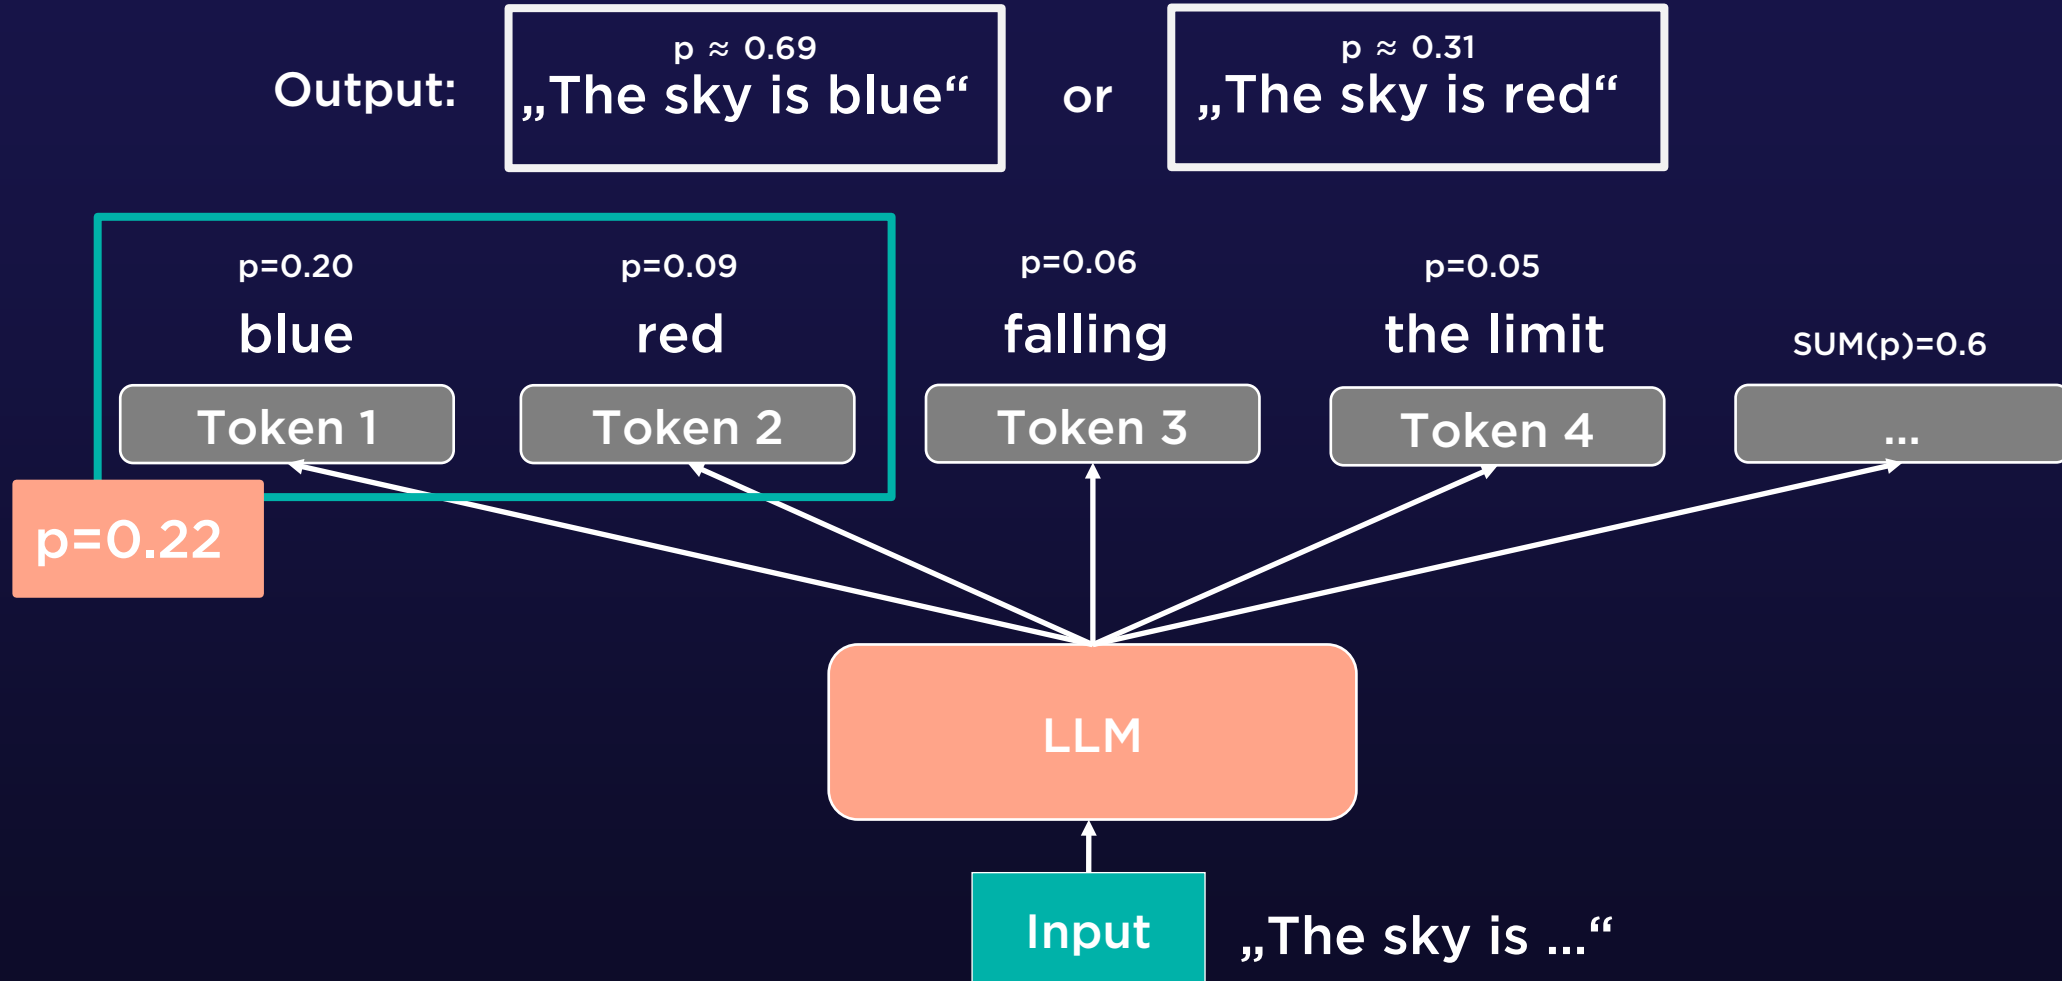 p ≈ 0.69
p ≈ 0.31
Output:
„The sky is blue“
or
„The sky is red“
p=0.20
p=0.09
p=0.06
p=0.05
blue
red
falling
the limit
SUM(p)=0.6
Token 1
Token 2
Token 3
Token 4
...
p=0.22
LLM
Input
„The sky is ...“